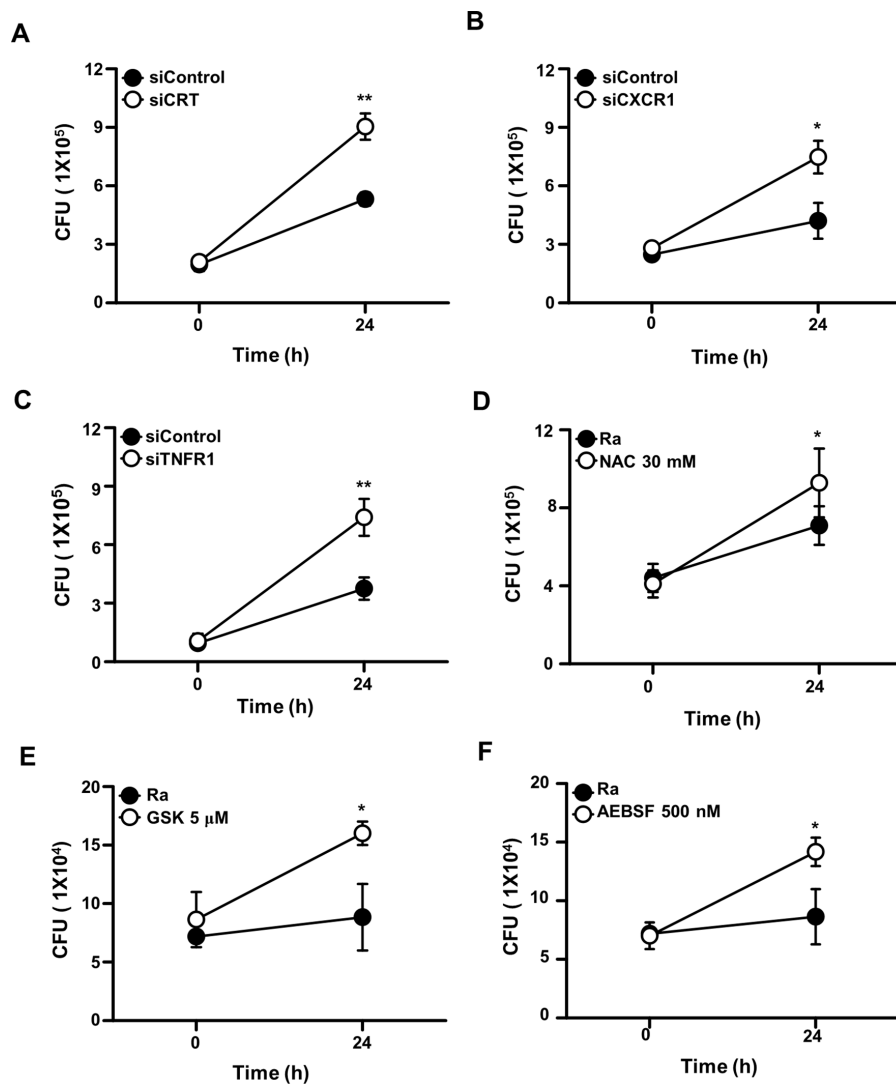 A
siControl
siCRT
**
12
9
6
3
0
CFU ( 1X10⁵)
0
24
Time (h)
B
siControl
siCXCR1
*
12
9
6
3
0
CFU ( 1X10⁵)
0
24
Time (h)
C
siControl
siTNFR1
**
12
9
6
3
0
CFU ( 1X10⁵)
0
24
Time (h)
D
Ra
NAC 30 mM
*
12
8
4
0
CFU ( 1X10⁵)
0
24
Time (h)
E
Ra
GSK 5 μM
*
20
15
10
5
0
CFU ( 1X10⁴)
0
24
Time (h)
F
Ra
AEBSF 500 nM
*
20
15
10
5
0
CFU ( 1X10⁴)
0
24
Time (h)